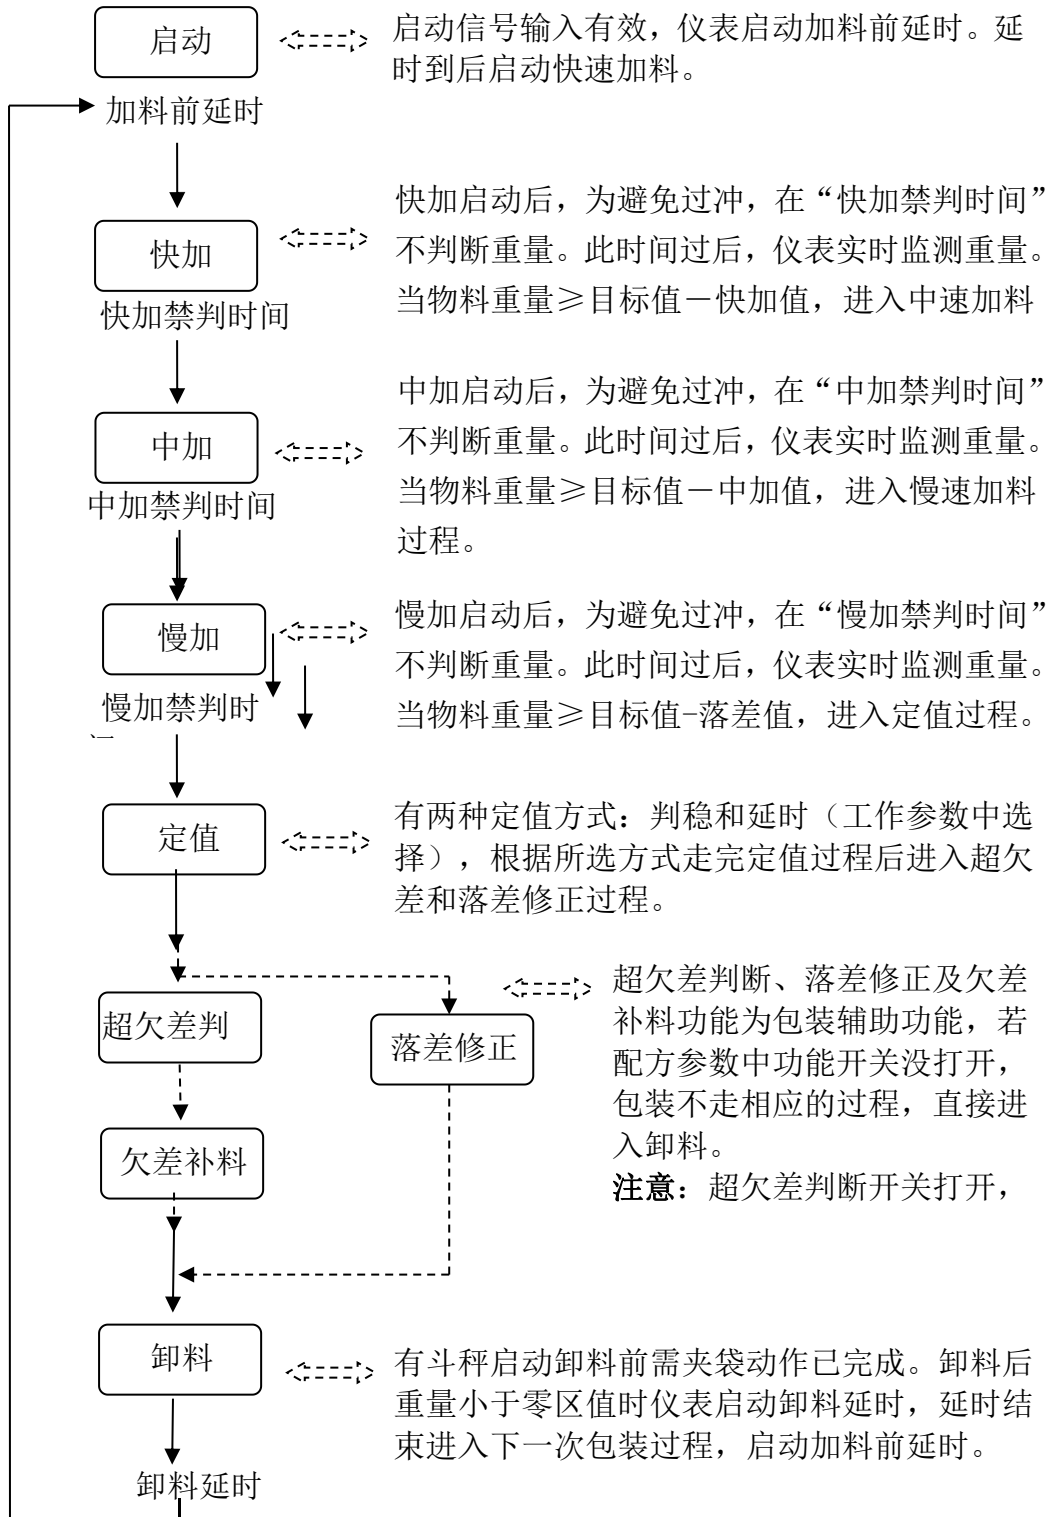 启动
启动信号输入有效，仪表启动加料前延时。延
时到后启动快速加料。
加料前延时
快加
快加启动后，为避免过冲，在“快加禁判时间”
不判断重量。此时间过后，仪表实时监测重量。
当物料重量≥目标值－快加值，进入中速加料
快加禁判时间
中加
中加启动后，为避免过冲，在“中加禁判时间”
不判断重量。此时间过后，仪表实时监测重量。
当物料重量≥目标值－中加值，进入慢速加料
过程。
中加禁判时间
慢加
慢加启动后，为避免过冲，在“慢加禁判时间”
不判断重量。此时间过后，仪表实时监测重量。
当物料重量≥目标值-落差值，进入定值过程。
慢加禁判时
定值
有两种定值方式：判稳和延时（工作参数中选
择），根据所选方式走完定值过程后进入超欠
差和落差修正过程。
超欠差判
落差修正
欠差补料
超欠差判断、落差修正及欠差
补料功能为包装辅助功能，若
配方参数中功能开关没打开，
包装不走相应的过程，直接进
入卸料。
注意：超欠差判断开关打开，
卸料
有斗秤启动卸料前需夹袋动作已完成。卸料后
重量小于零区值时仪表启动卸料延时，延时结
束进入下一次包装过程，启动加料前延时。
卸料延时